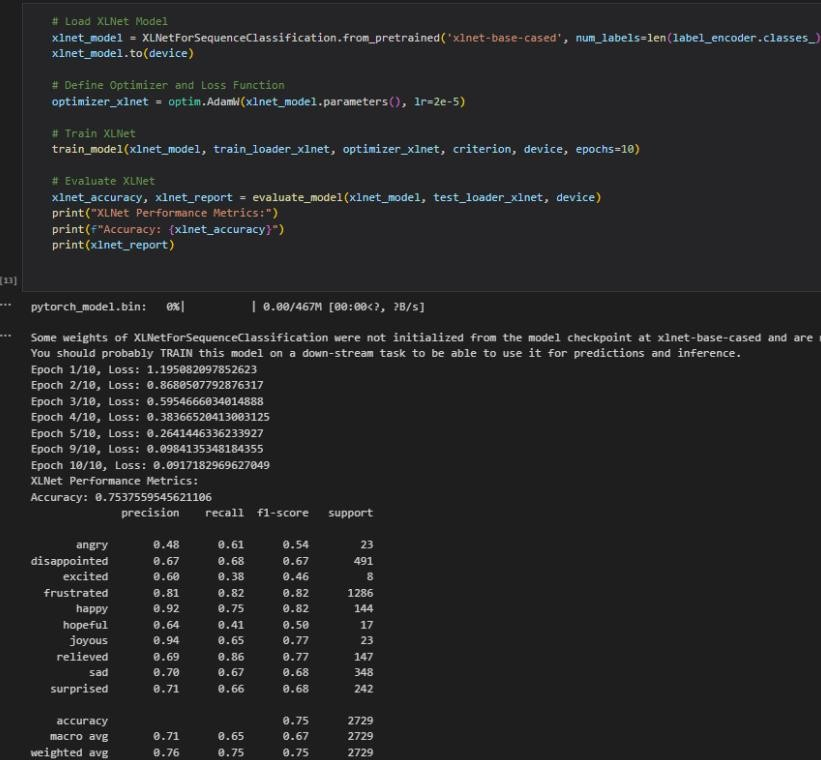 # Load XLNet Model
xlnet_model = XLNetForSequenceClassification.from_pretrained('xlnet-base-cased', num_labels=len(label_encoder.classes_)
xlnet_model.to(device)
# Define Optimizer and Loss Function
optimizer_xlnet = optim.AdamW(xlnet_model.parameters(), lr=2e-5)
# Train XLNet
train_model(xlnet_model, train_loader_xlnet, optimizer_xlnet, criterion, device, epochs=10)
# Evaluate XLNet
xlnet_accuracy, xlnet_report = evaluate_model(xlnet_model, test_loader_xlnet, device)
print("XLNet Performance Metrics:")
print(f"Accuracy: {xlnet_accuracy}")
print(xlnet_report)
[13]
... pytorch_model.bin:   0%|          | 0.00/467M [00:00<?, ?B/s]
... Some weights of XLNetForSequenceClassification were not initialized from the model checkpoint at xlnet-base-cased and are
You should probably TRAIN this model on a down-stream task to be able to use it for predictions and inference.
Epoch 1/10, Loss: 1.195082097852623
Epoch 2/10, Loss: 0.8680507792876317
Epoch 3/10, Loss: 0.5954666034014888
Epoch 4/10, Loss: 0.38366520413003125
Epoch 5/10, Loss: 0.2641446336233927
Epoch 9/10, Loss: 0.0984135348184355
Epoch 10/10, Loss: 0.0917182969627049
XLNet Performance Metrics:
Accuracy: 0.7537559545621106
precision recall f1-score support
angry 0.48 0.61 0.54 23
disappointed 0.67 0.68 0.67 491
excited 0.60 0.38 0.46 8
frustrated 0.81 0.82 0.82 1286
happy 0.92 0.75 0.82 144
hopeful 0.64 0.41 0.50 17
joyous 0.94 0.65 0.77 23
relieved 0.69 0.86 0.77 147
sad 0.70 0.67 0.68 348
surprised 0.71 0.66 0.68 242
accuracy 0.75 2729
macro avg 0.71 0.65 0.67 2729
weighted avg 0.76 0.75 0.75 2729